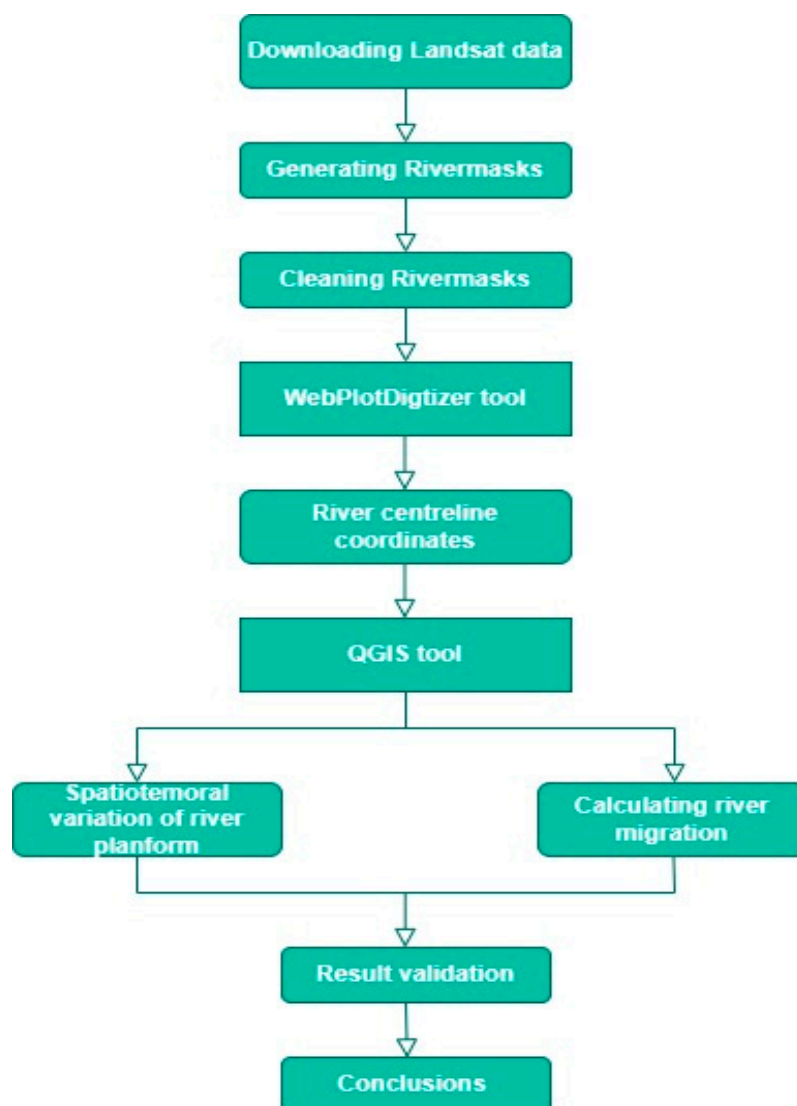 Downloading Landsat data
Generating Rivermasks
Cleaning Rivermasks
WebPlotDigtizer tool
River centreline
coordinates
QGIS tool
Spatiotemoral
variation of river
planform
Calculating river
migration
Result validation
Conclusions